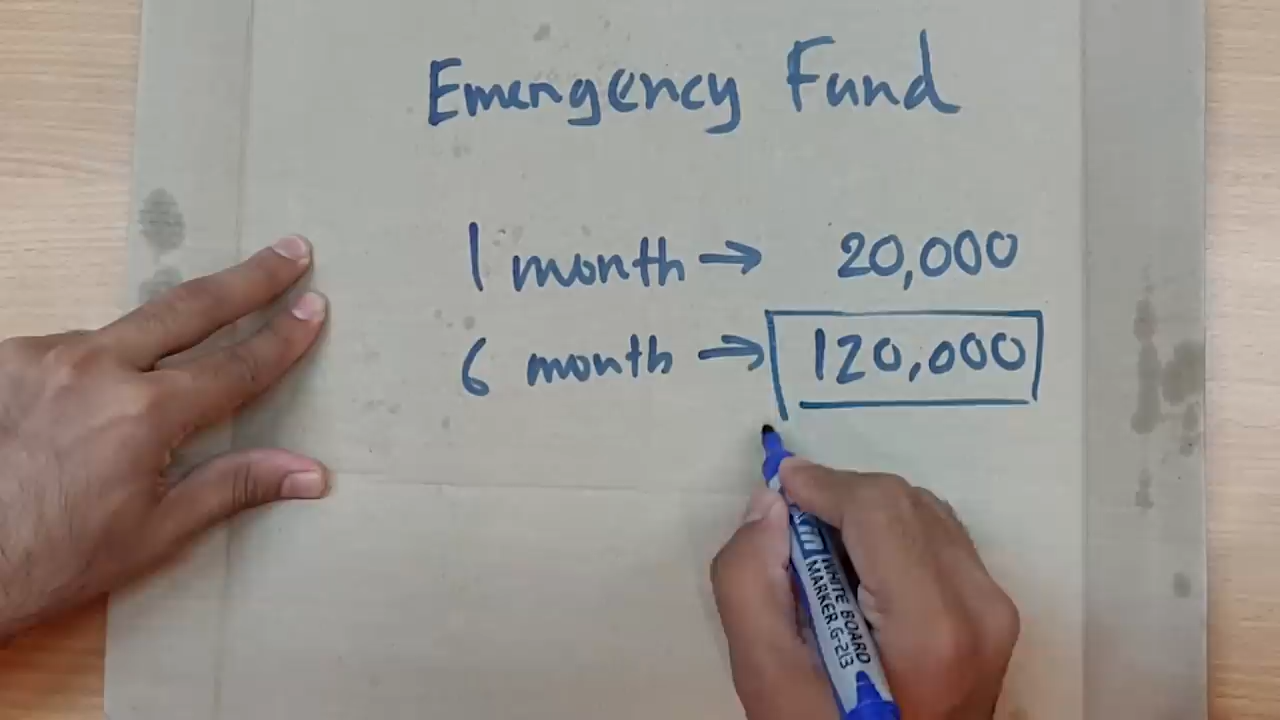 Emergency Fund
1 month → 20,000
6 month → 120,000
WHITE BOARD
MARKER.G-213